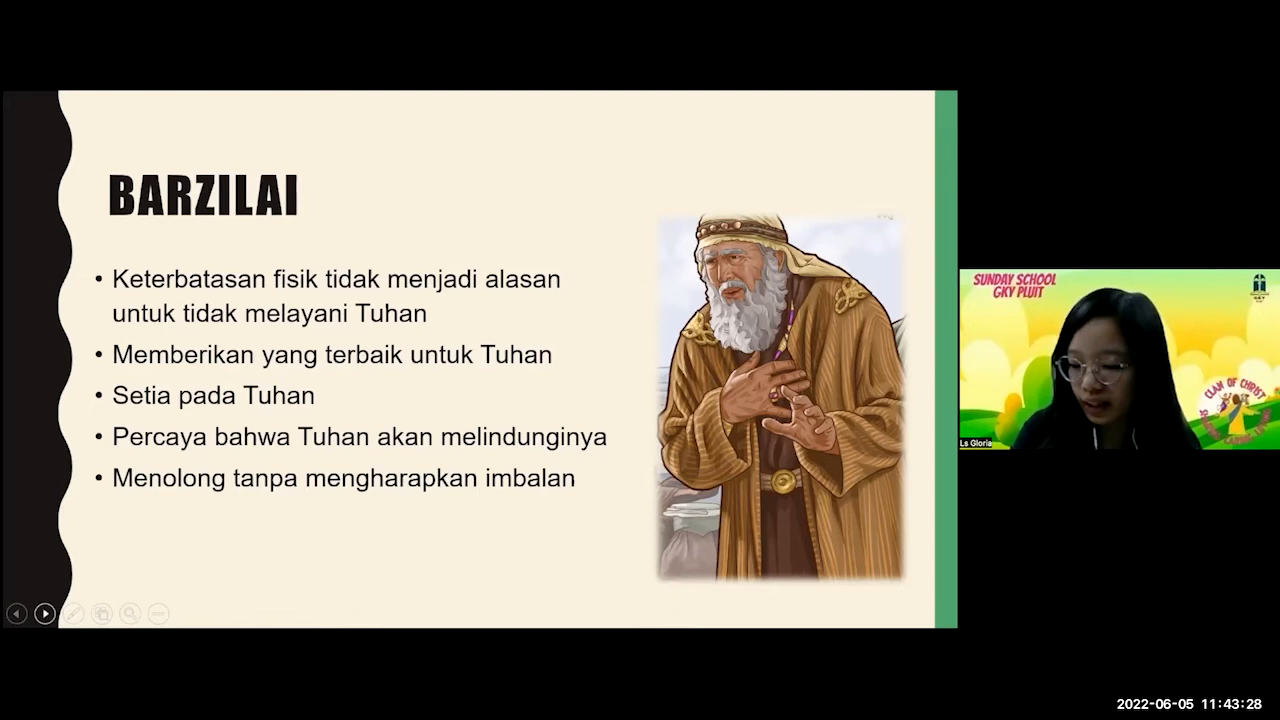 BARZILAI
• Keterbatasan fisik tidak menjadi alasan
untuk tidak melayani Tuhan
• Memberikan yang terbaik untuk Tuhan
• Setia pada Tuhan
• Percaya bahwa Tuhan akan melindunginya
• Menolong tanpa mengharapkan imbalan
SUNDAY SCHOOL
GKY PLUIT
GKY
CLAN OF CHRIST
Ls Gloria
2022-06-05 11:43:28